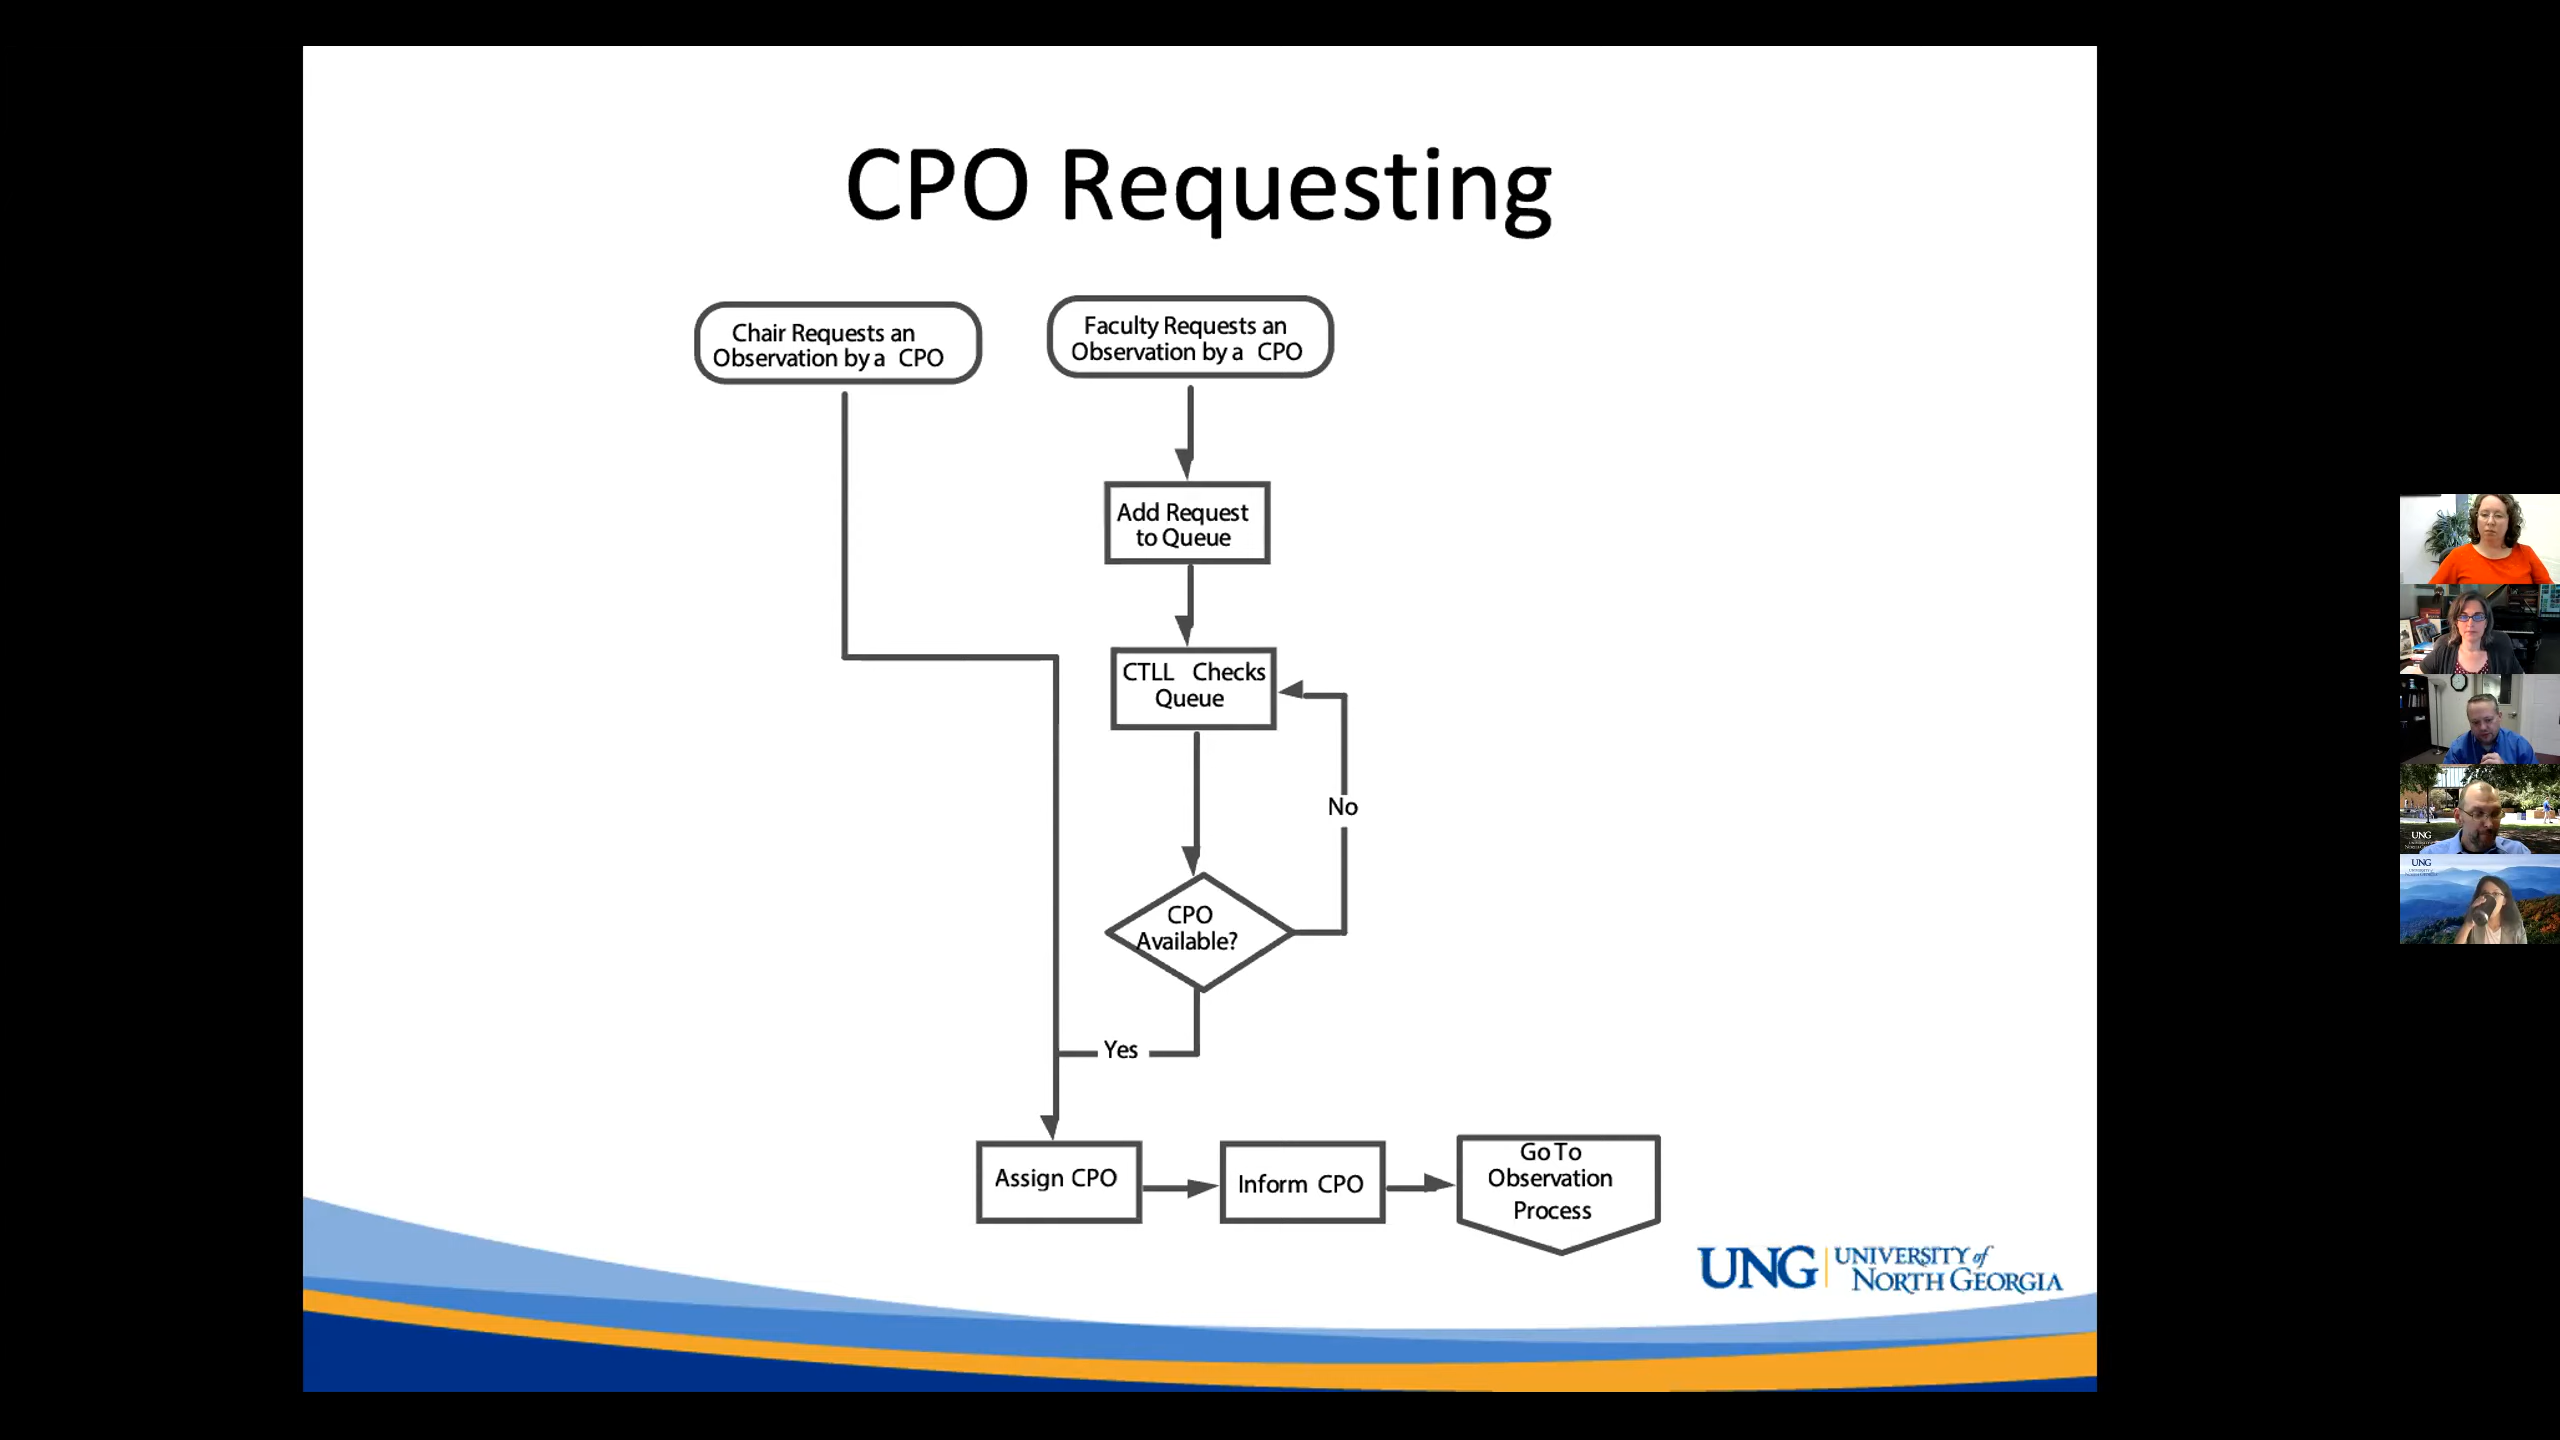 CPO Requesting
Chair Requests an
Observation by a CPO
Faculty Requests an
Observation by a CPO
Add Request
to Queue
CTLL Checks
Queue
No
CPO
Available?
Yes
Assign CPO
Inform CPO
Go To
Observation
Process
UNG
UNIVERSITY of
NORTH GEORGIA
UNG
UNG